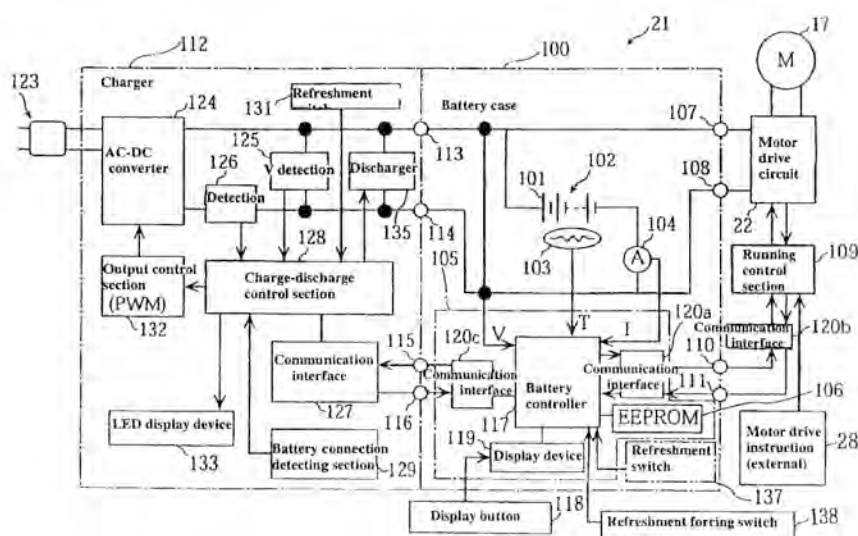 112
100
21
17
M
123
Charger
Refreshment
switch
131
Battery case
107
124
AC-DC
converter
125
V detection
Discharger
113
126
Detection
135
114
101
102
103
104
A
108
Motor
drive
circuit
22
128
Output control
section
(PWM)
132
Charge-discharge
control section
105
V
T
I
120a
Running
control
section
109
Communication
interface
120b
115
120c
Communication
interface
127
116
Communication
interface
117
Battery
controller
Communication
interface
110
111
106
EEPROM
LED display device
133
Battery connection
detecting section
129
119
Display device
Refreshment
switch
137
Motor drive
instruction
(external)
28
Display button
118
Refreshment forcing switch
138